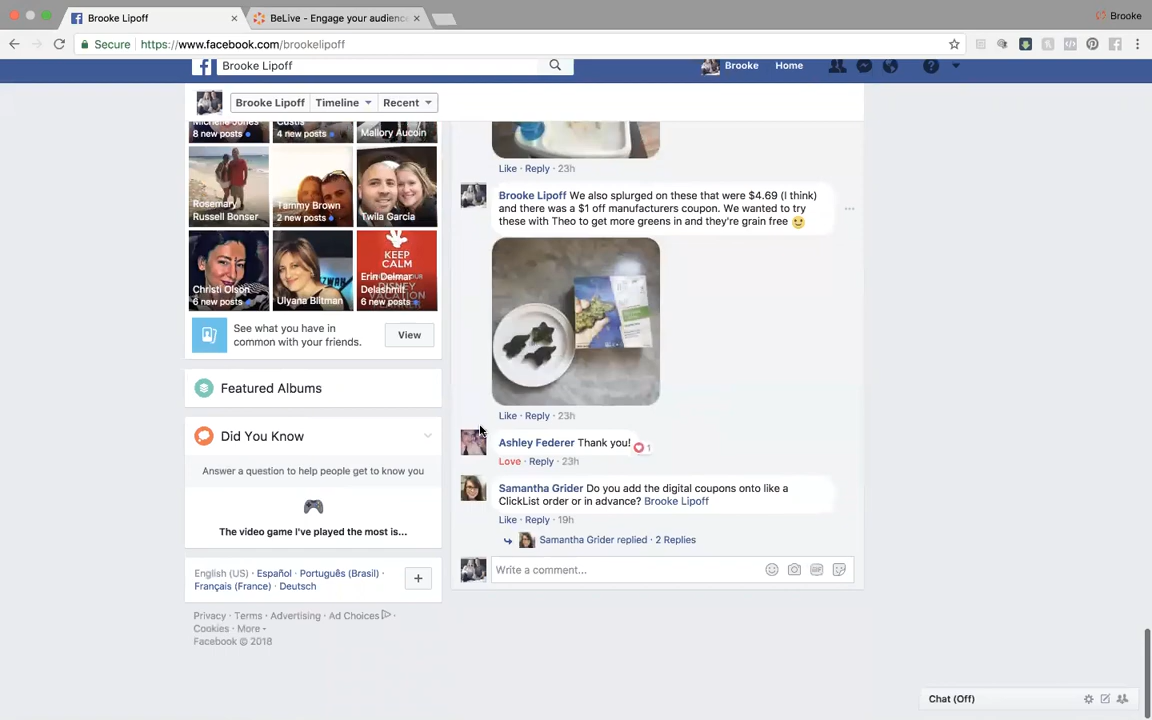 Brooke Lipoff
BeLive - Engage your audience
Brooke
Secure
https://www.facebook.com/brookelipoff
Brooke Lipoff
Brooke
Home
Brooke Lipoff
Timeline
Recent
8 new posts
4 new posts
Mallory Aucoin
Rosemary
Russell Bonser
Tammy Brown
2 new posts
Twila Garcia
Christi Olson
6 new posts
Ulyana Biltman
KEEP
CALM
Erin Delmar
Delashmit
VACATION
6 new posts
See what you have in
common with your friends.
View
Featured Albums
Did You Know
Answer a question to help people get to know you
The video game I've played the most is...
English (US) · Español · Português (Brasil) ·
Français (France) · Deutsch
+
Privacy · Terms · Advertising · Ad Choices ·
Cookies · More
Facebook © 2018
Like · Reply · 23h
Brooke Lipoff We also splurged on these that were $4.69 (I think)
and there was a $1 off manufacturers coupon. We wanted to try
these with Theo to get more greens in and they're grain free
Like · Reply · 23h
Ashley Federer Thank you!
1
Love · Reply · 23h
Samantha Grider Do you add the digital coupons onto like a
ClickList order or in advance? Brooke Lipoff
Like · Reply · 19h
Samantha Grider replied · 2 Replies
Write a comment...
GIF
Chat (Off)